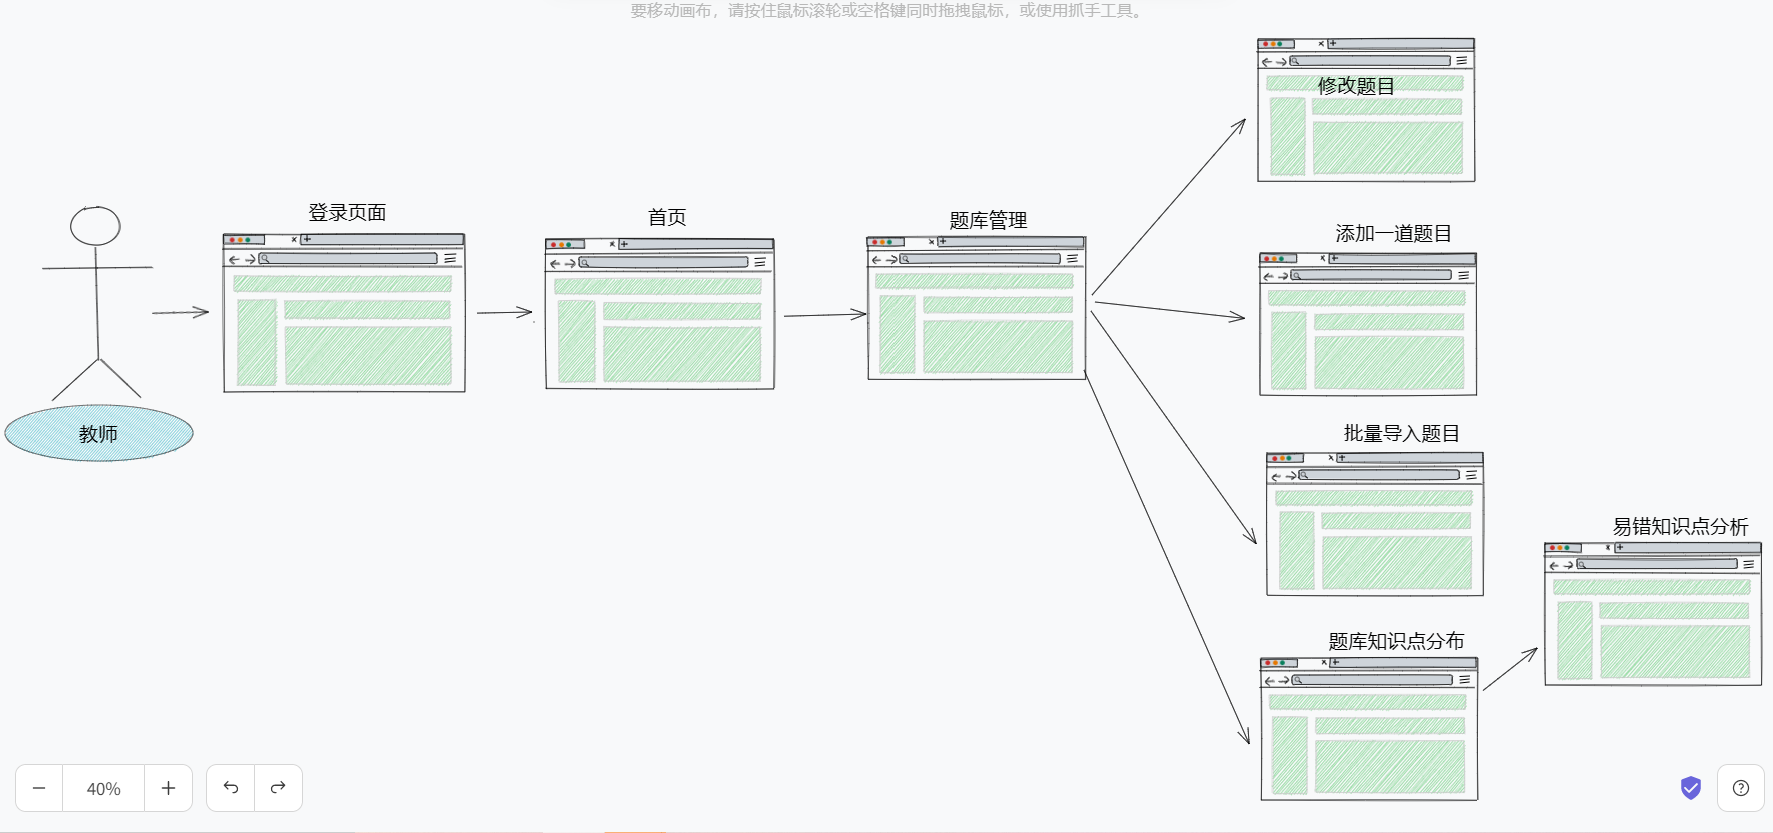 要移动画布，请按住鼠标滚轮或空格键同时拖拽鼠标，或使用抓手工具。
修改题目
登录页面
首页
题库管理
添加一道题目
教师
批量导入题目
易错知识点分析
题库知识点分布
40%